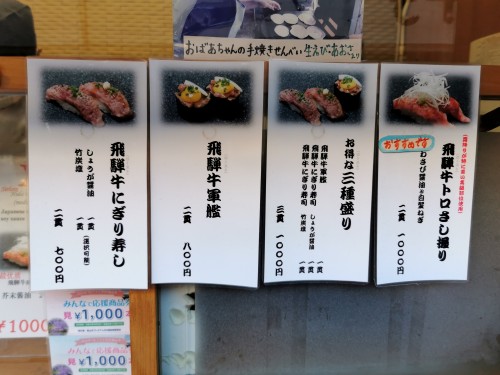 おばあちゃんの手焼きせんべい 生えび・あおさ入り
飛騨牛にぎり寿し
しょうが醤油 一貫
竹炭塩 一貫
(選択可能)
二貫 七〇〇円
飛騨牛軍艦
二貫 八〇〇円
お得な三種盛り
飛騨牛軍艦 一貫
飛騨牛にぎり寿司 しょうが醤油 一貫
飛騨牛にぎり寿司 竹炭塩 一貫
三貫 一〇〇〇円
飛騨牛トロさし握り
おすすめです
わさび醤油&白髪ねぎ
二貫 一〇〇〇円
¥1000
みんなで応援商品
¥1,000
みんなで応援商品
¥1,000